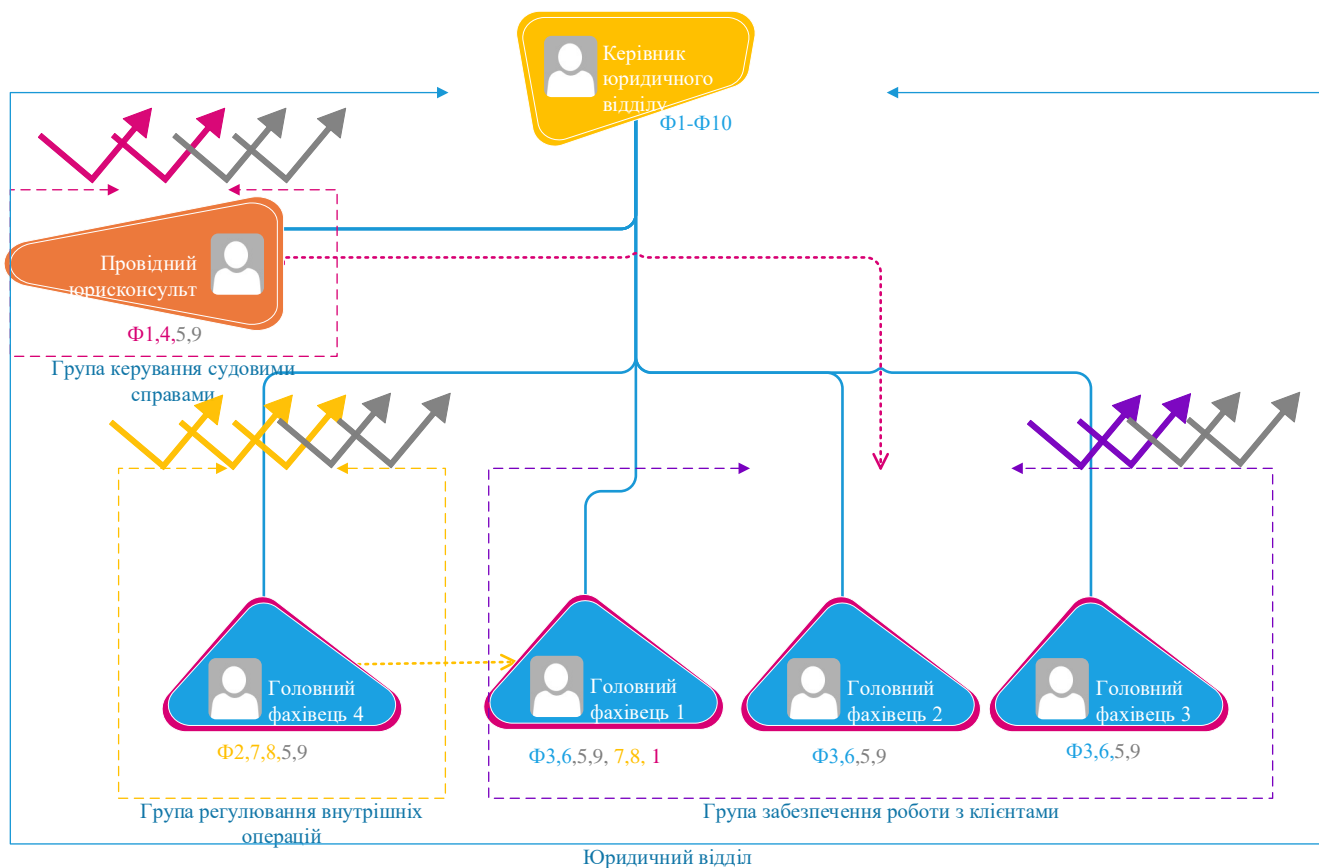 Керівник
юридичного
відділу
Ф1-Ф10
Провідний
юрисконсульт
Ф1,4,5,9
Група керування судовими
справами
Головний
фахівець 4
Ф2,7,8,5,9
Група регулювання внутрішніх
операцій
Головний
фахівець 1
Ф3,6,5,9, 7,8, 1
Головний
фахівець 2
Ф3,6,5,9
Головний
фахівець 3
Ф3,6,5,9
Група забезпечення роботи з клієнтами
Юридичний відділ